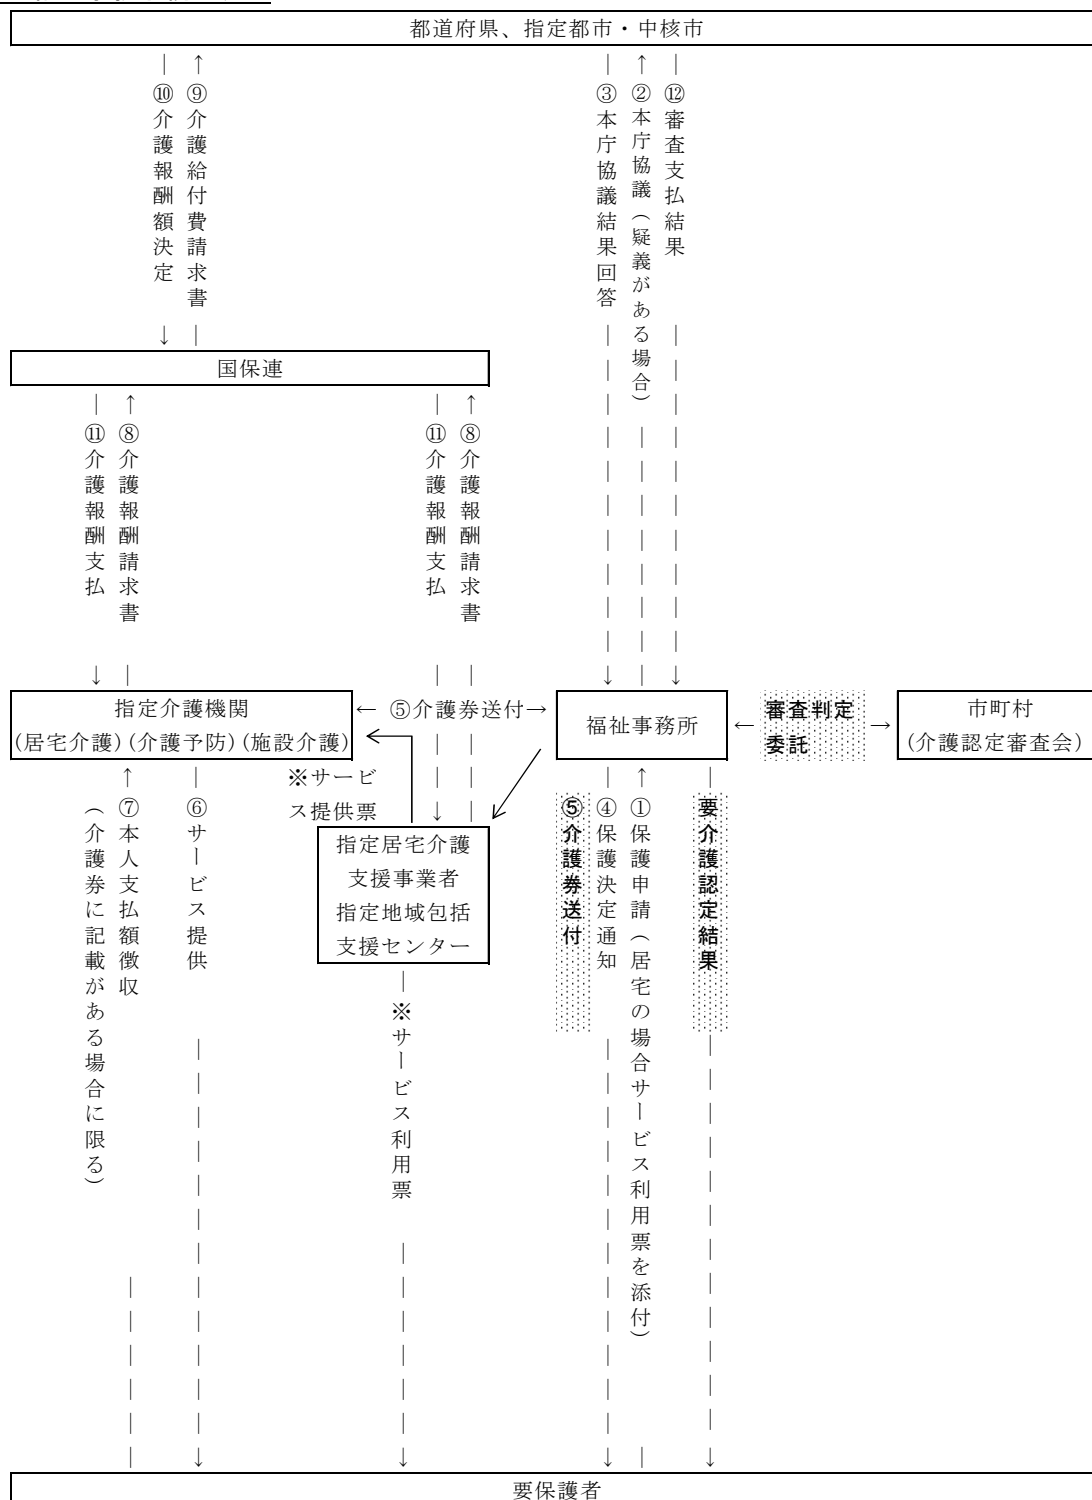 都道府県、指定都市・中核市
⑩介護報酬額決定
⑨介護給付費請求書
③本庁協議結果回答
②本庁協議(疑義がある場合)
⑫審査支払結果
国保連
⑪介護報酬支払
⑧介護報酬請求書
⑪介護報酬支払
⑧介護報酬請求書
指定介護機関
(居宅介護)(介護予防)(施設介護)
← ⑤介護券送付→
福祉事務所
← 審査判定 →
委託
市町村
(介護認定審査会)
※サービ
ス提供票
指定居宅介護
支援事業者
指定地域包括
支援センター
⑦本人支払額徴収
(介護券に記載がある場合に限る)
⑥サービス提供
※サービス利用票
⑤介護券送付
④保護決定通知
①保護申請(居宅の場合サービス利用票を添付)
要介護認定結果
要保護者